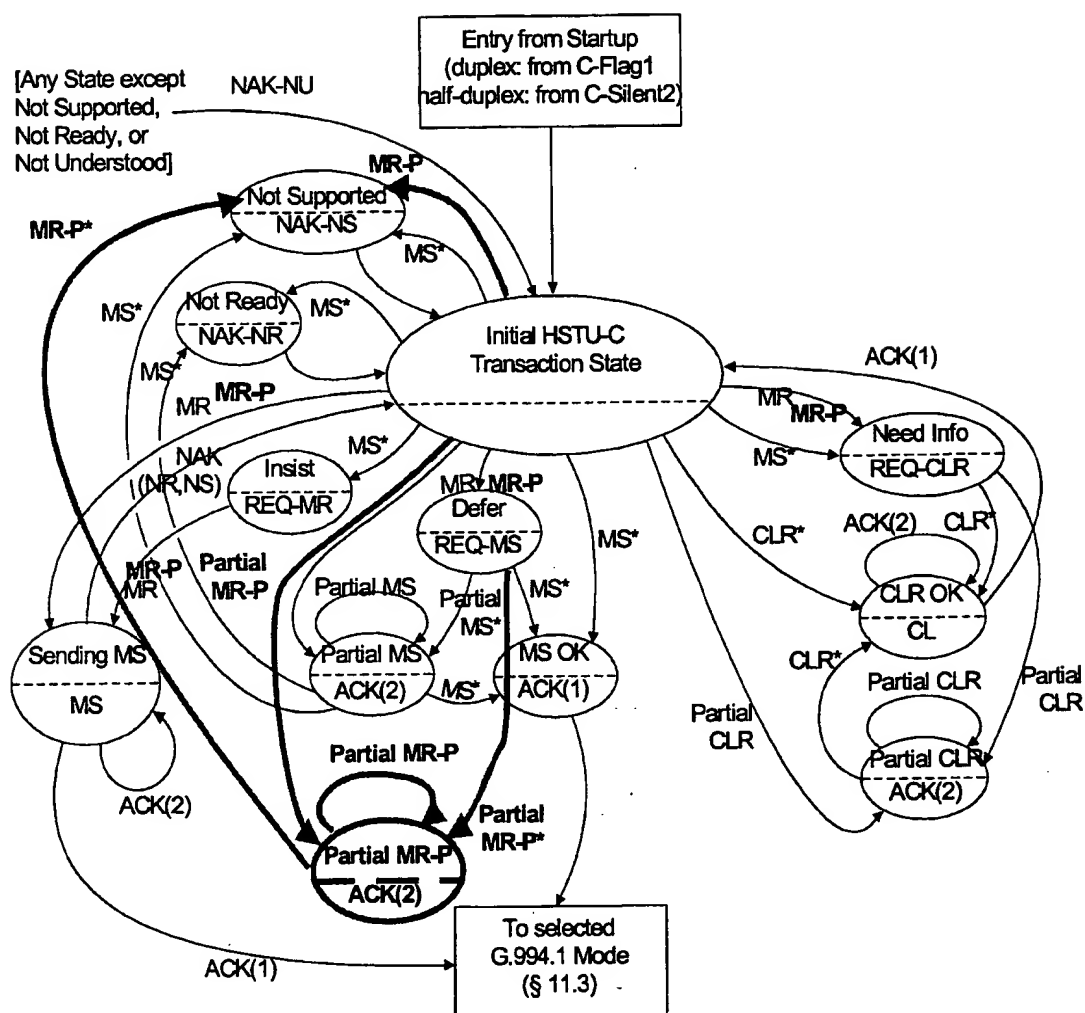 Entry from Startup
(duplex: from C-Flag1
half-duplex: from C-Silent2)
[Any State except
Not Supported,
Not Ready, or
Not Understood]
NAK-NU
MR-P
MR-P*
Not Supported
NAK-NS
MS*
MS*
Not Ready
NAK-NR
MS*
MS*
Initial HSTU-C
Transaction State
ACK(1)
MR
MR-P
MR
MR-P
Need Info
REQ-CLR
MS*
NAK
(NR,NS)
Insist
REQ-MR
MS*
MR
MR-P
Defer
REQ-MS
MS*
CLR*
ACK(2)
CLR*
MR-P
MR
Partial
MR-P
Partial MS
Partial
MS*
MS*
CLR OK
CL
Sending MS
MS
Partial MS
ACK(2)
MS*
MS OK
ACK(1)
CLR*
Partial CLR
Partial
CLR
Partial
CLR
Partial CLR
ACK(2)
ACK(2)
Partial MR-P
Partial
MR-P*
Partial MR-P
ACK(2)
ACK(1)
To selected
G.994.1 Mode
(§ 11.3)